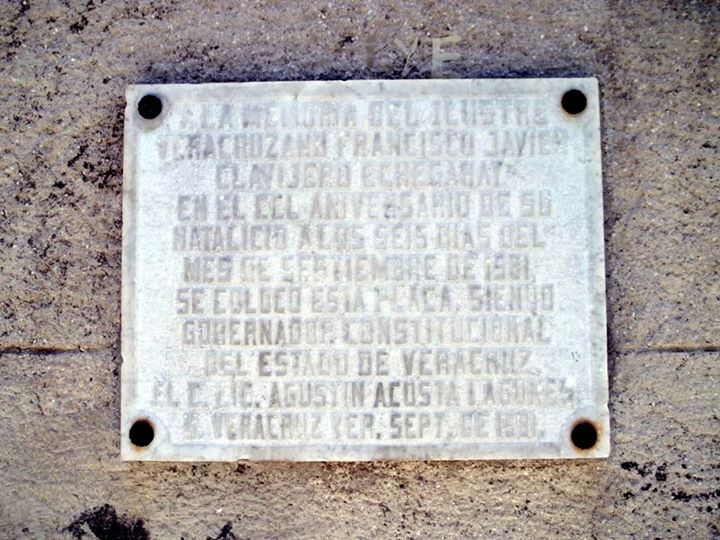 YE
A LA MEMORIA DEL ILUSTRE
VERACRUZANO FRANCISCO JAVIER
CLAVIJERO ECHEGARAY
EN EL CCL ANIVERSARIO DE SU
NATALICIO A LOS SEIS DIAS DEL
MES DE SEPTIEMBRE DE 1981.
SE COLOCO ESTA PLACA, SIENDO
GOBERNADOR CONSTITUCIONAL
DEL ESTADO DE VERACRUZ
EL C. LIC. AGUSTIN ACOSTA LAGUNES
H. VERACRUZ VER. SEPT. DE 1981.